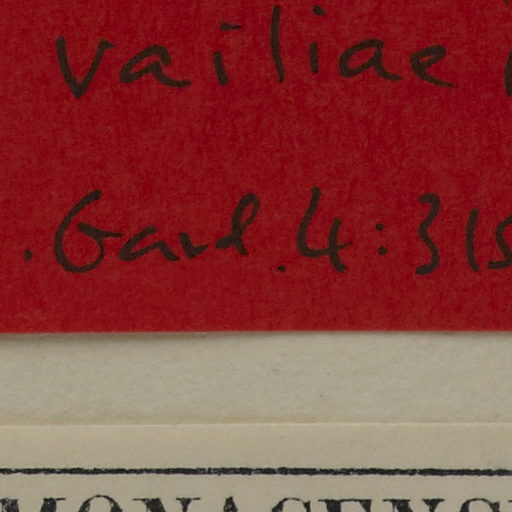 vailiae
. Gard. 4:315
MONACENS